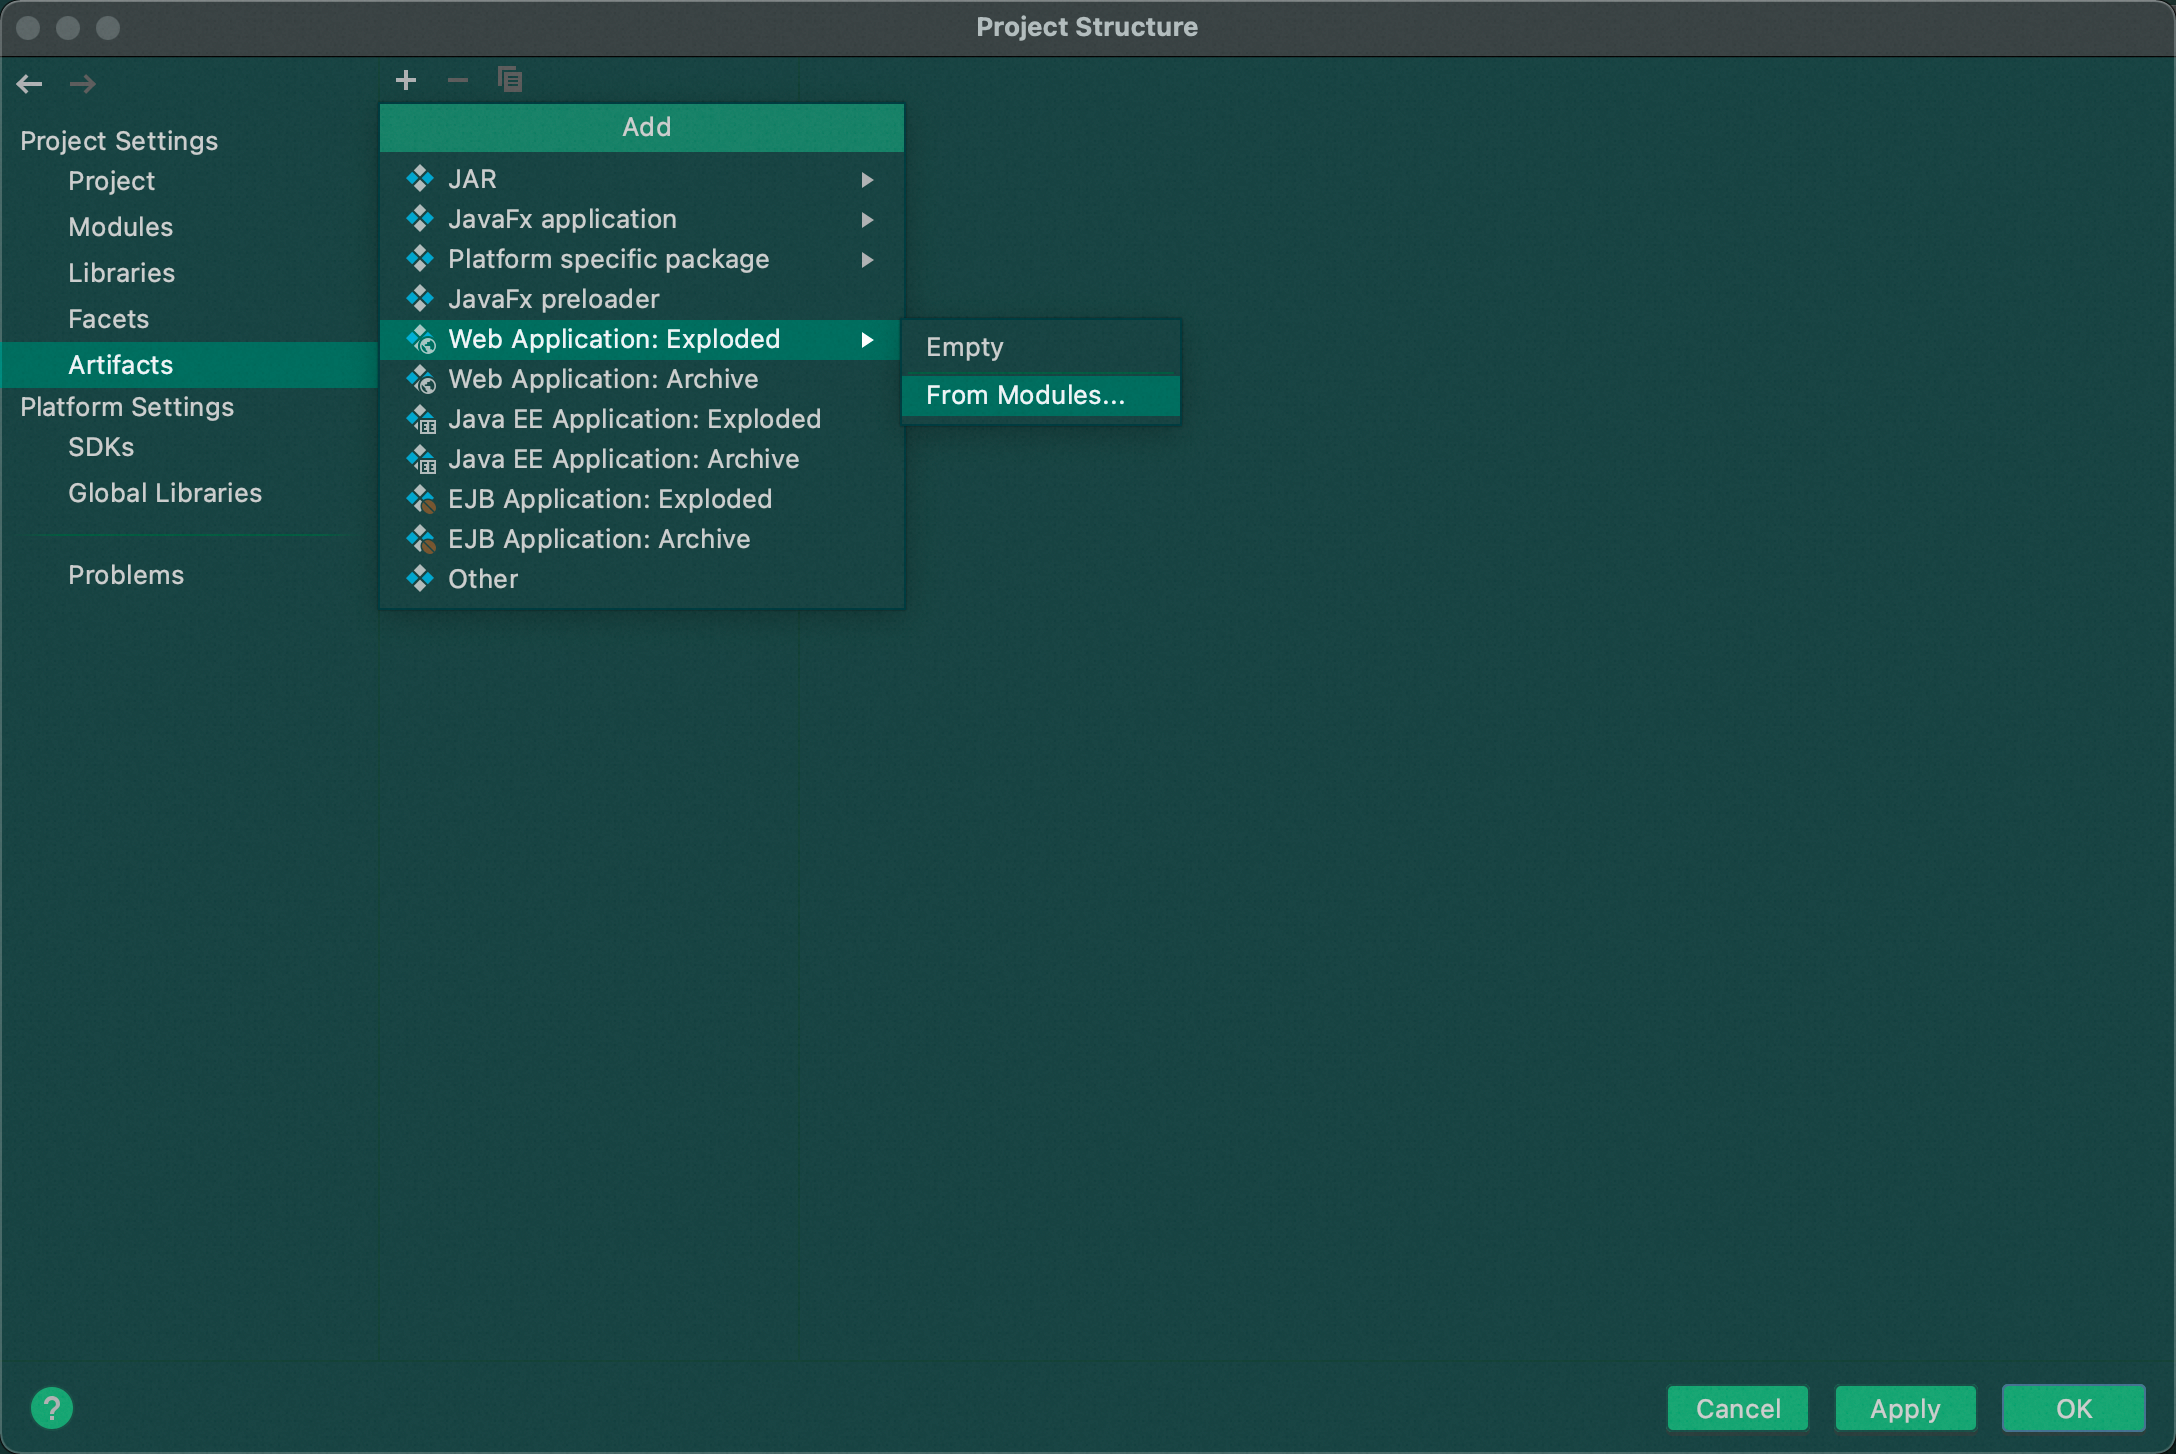 Project Structure
Project Settings
Project
Modules
Libraries
Facets
Artifacts
Platform Settings
SDKs
Global Libraries
Problems
Add
JAR
JavaFx application
Platform specific package
JavaFx preloader
Web Application: Exploded
Web Application: Archive
Java EE Application: Exploded
Java EE Application: Archive
EJB Application: Exploded
EJB Application: Archive
Other
Empty
From Modules...
?
Cancel
Apply
OK